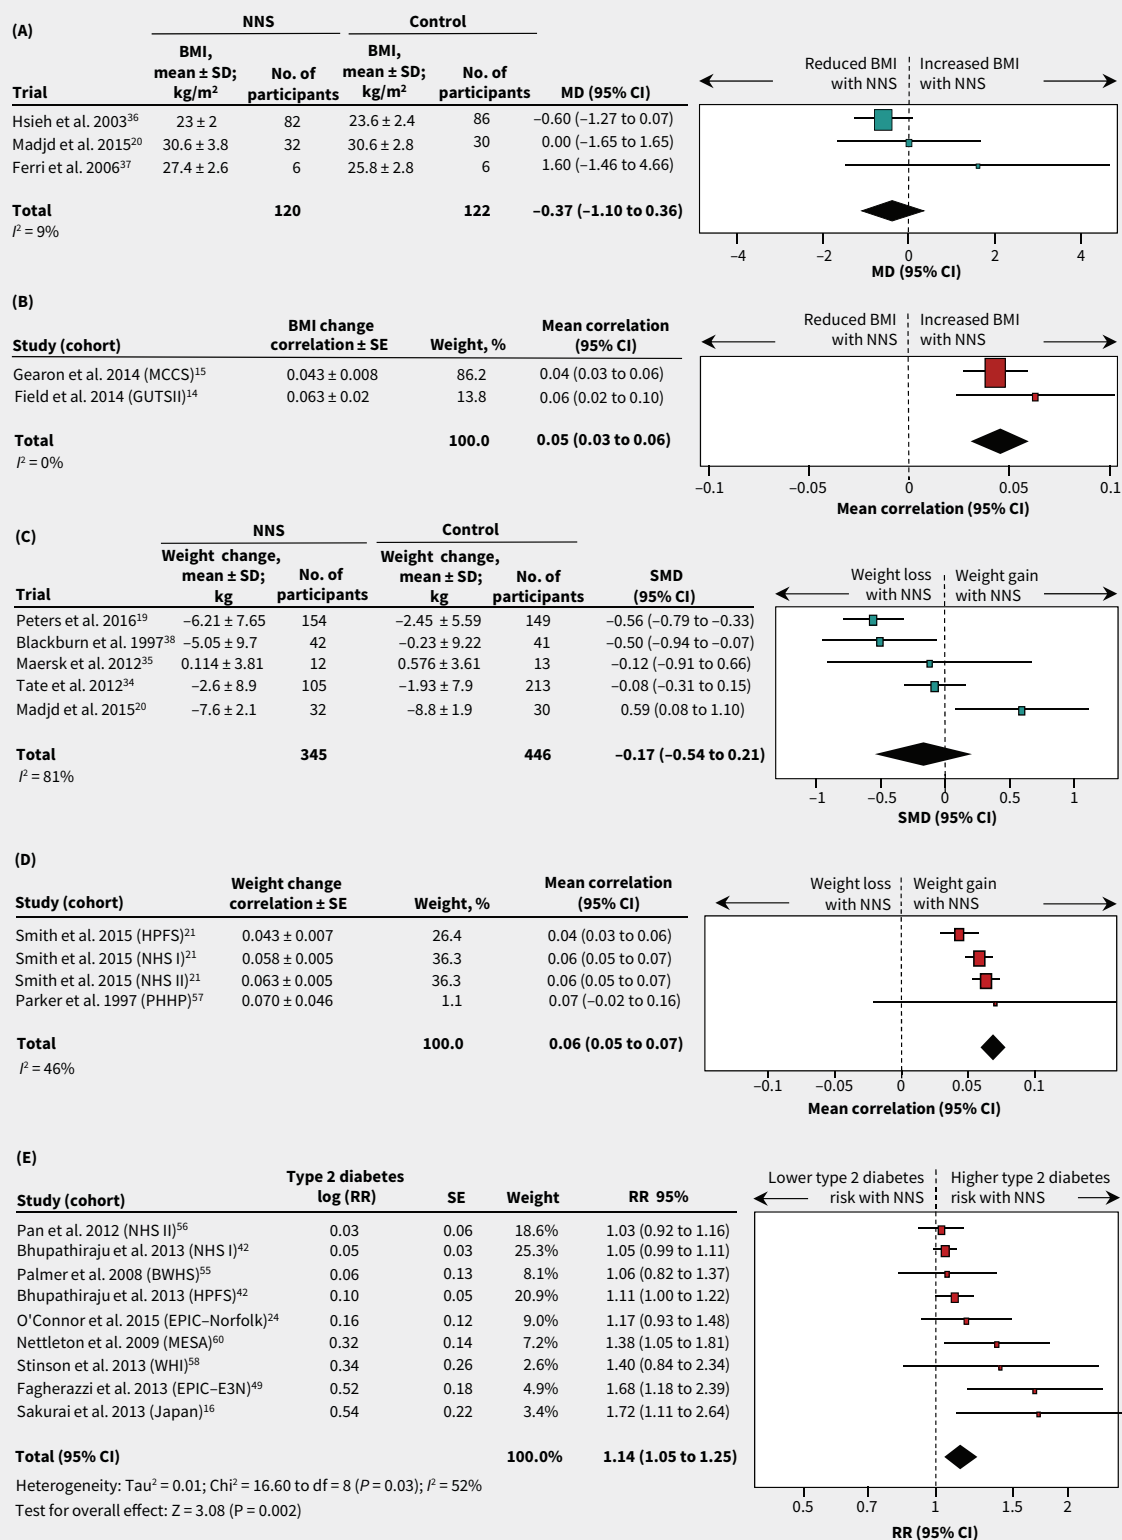 (A)
NNS Control
BMI, mean ± SD; kg/m² No. of participants BMI, mean ± SD; kg/m² No. of participants
Trial MD (95% CI)
Reduced BMI with NNS Increased BMI with NNS
Hsieh et al. 2003³⁶ 23 ± 2 82 23.6 ± 2.4 86 −0.60 (−1.27 to 0.07)
Madjd et al. 2015²⁰ 30.6 ± 3.8 32 30.6 ± 2.8 30 0.00 (−1.65 to 1.65)
Ferri et al. 2006³⁷ 27.4 ± 2.6 6 25.8 ± 2.8 6 1.60 (−1.46 to 4.66)
Total 120 122 −0.37 (−1.10 to 0.36)
I² = 9%
−4 −2 0 2 4
MD (95% CI)
(B)
BMI change correlation ± SE Mean correlation (95% CI)
Study (cohort) Weight, %
Reduced BMI with NNS Increased BMI with NNS
Gearon et al. 2014 (MCCS)¹⁵ 0.043 ± 0.008 86.2 0.04 (0.03 to 0.06)
Field et al. 2014 (GUTSII)¹⁴ 0.063 ± 0.02 13.8 0.06 (0.02 to 0.10)
Total 100.0 0.05 (0.03 to 0.06)
I² = 0%
−0.1 −0.05 0 0.05 0.1
Mean correlation (95% CI)
(C)
NNS Control
Weight change, mean ± SD; kg No. of participants Weight change, mean ± SD; kg No. of participants
Trial SMD (95% CI)
Weight loss with NNS Weight gain with NNS
Peters et al. 2016¹⁹ −6.21 ± 7.65 154 −2.45 ± 5.59 149 −0.56 (−0.79 to −0.33)
Blackburn et al. 1997³⁸ −5.05 ± 9.7 42 −0.23 ± 9.22 41 −0.50 (−0.94 to −0.07)
Maersk et al. 2012³⁵ 0.114 ± 3.81 12 0.576 ± 3.61 13 −0.12 (−0.91 to 0.66)
Tate et al. 2012³⁴ −2.6 ± 8.9 105 −1.93 ± 7.9 213 −0.08 (−0.31 to 0.15)
Madjd et al. 2015²⁰ −7.6 ± 2.1 32 −8.8 ± 1.9 30 0.59 (0.08 to 1.10)
Total 345 446 −0.17 (−0.54 to 0.21)
I² = 81%
−1 −0.5 0 0.5 1
SMD (95% CI)
(D)
Weight change correlation ± SE Mean correlation (95% CI)
Study (cohort) Weight, %
Weight loss with NNS Weight gain with NNS
Smith et al. 2015 (HPFS)²¹ 0.043 ± 0.007 26.4 0.04 (0.03 to 0.06)
Smith et al. 2015 (NHS I)²¹ 0.058 ± 0.005 36.3 0.06 (0.05 to 0.07)
Smith et al. 2015 (NHS II)²¹ 0.063 ± 0.005 36.3 0.06 (0.05 to 0.07)
Parker et al. 1997 (PHHP)⁵⁷ 0.070 ± 0.046 1.1 0.07 (−0.02 to 0.16)
Total 100.0 0.06 (0.05 to 0.07)
I² = 46%
−0.1 −0.05 0 0.05 0.1
Mean correlation (95% CI)
(E)
Type 2 diabetes log (RR)
Study (cohort) SE Weight RR 95%
Lower type 2 diabetes risk with NNS Higher type 2 diabetes risk with NNS
Pan et al. 2012 (NHS II)⁵⁶ 0.03 0.06 18.6% 1.03 (0.92 to 1.16)
Bhupathiraju et al. 2013 (NHS I)⁴² 0.05 0.03 25.3% 1.05 (0.99 to 1.11)
Palmer et al. 2008 (BWHS)⁵⁵ 0.06 0.13 8.1% 1.06 (0.82 to 1.37)
Bhupathiraju et al. 2013 (HPFS)⁴² 0.10 0.05 20.9% 1.11 (1.00 to 1.22)
O'Connor et al. 2015 (EPIC–Norfolk)²⁴ 0.16 0.12 9.0% 1.17 (0.93 to 1.48)
Nettleton et al. 2009 (MESA)⁶⁰ 0.32 0.14 7.2% 1.38 (1.05 to 1.81)
Stinson et al. 2013 (WHI)⁵⁸ 0.34 0.26 2.6% 1.40 (0.84 to 2.34)
Fagherazzi et al. 2013 (EPIC–E3N)⁴⁹ 0.52 0.18 4.9% 1.68 (1.18 to 2.39)
Sakurai et al. 2013 (Japan)¹⁶ 0.54 0.22 3.4% 1.72 (1.11 to 2.64)
Total (95% CI) 100.0% 1.14 (1.05 to 1.25)
Heterogeneity: Tau² = 0.01; Chi² = 16.60 to df = 8 (P = 0.03); I² = 52%
Test for overall effect: Z = 3.08 (P = 0.002)
0.5 0.7 1 1.5 2
RR (95% CI)